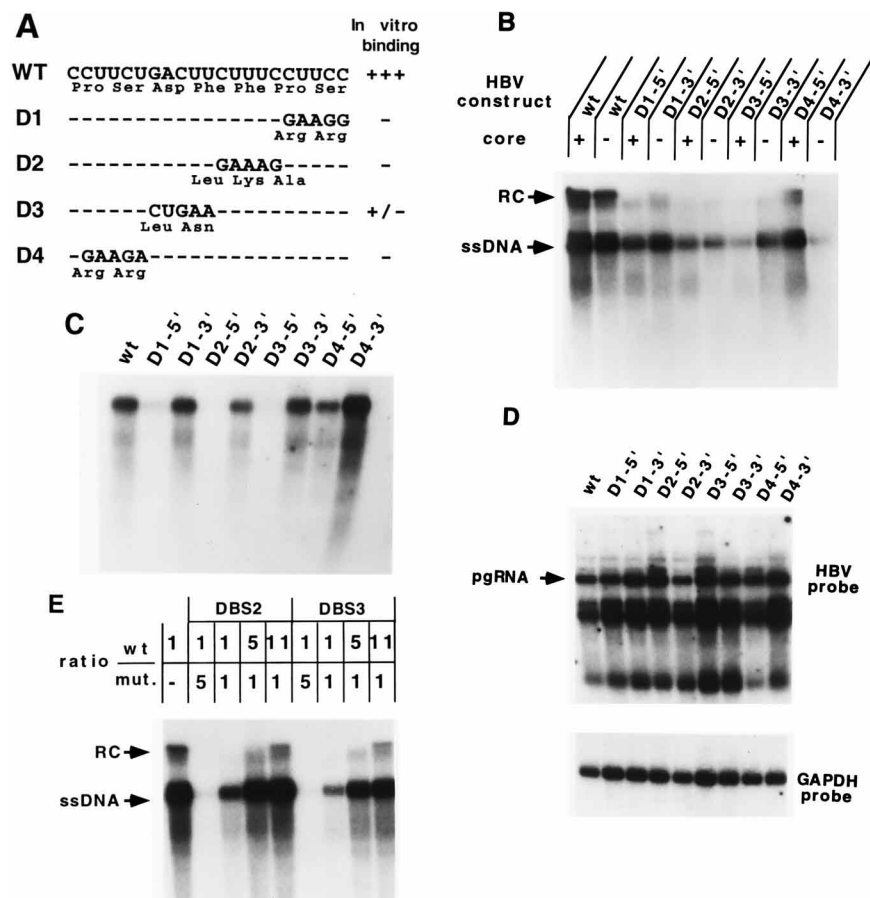 A
In vitro
binding
WT CCUUCUGACUUCUUUCCUUCC +++
Pro Ser Asp Phe Phe Pro Ser
D1 ----------------GAAGG -
Arg Arg
D2 -----------GAAAG----- -
Leu Lys Ala
D3 ------CUGAA---------- +/-
Leu Asn
D4 -GAAGA--------------- -
Arg Arg
B
HBV
construct
wt wt D1-5' D1-3' D2-5' D2-3' D3-5' D3-3' D4-5' D4-3'
core + - + - + - + - + -
RC
ssDNA
C
wt D1-5' D1-3' D2-5' D2-3' D3-5' D3-3' D4-5' D4-3'
D
wt D1-5' D1-3' D2-5' D2-3' D3-5' D3-3' D4-5' D4-3'
pgRNA
HBV
probe
GAPDH
probe
E
DBS2 DBS3
ratio
wt 1 1 1 5 11 1 1 5 11
mut. - 5 1 1 1 5 1 1 1
RC
ssDNA